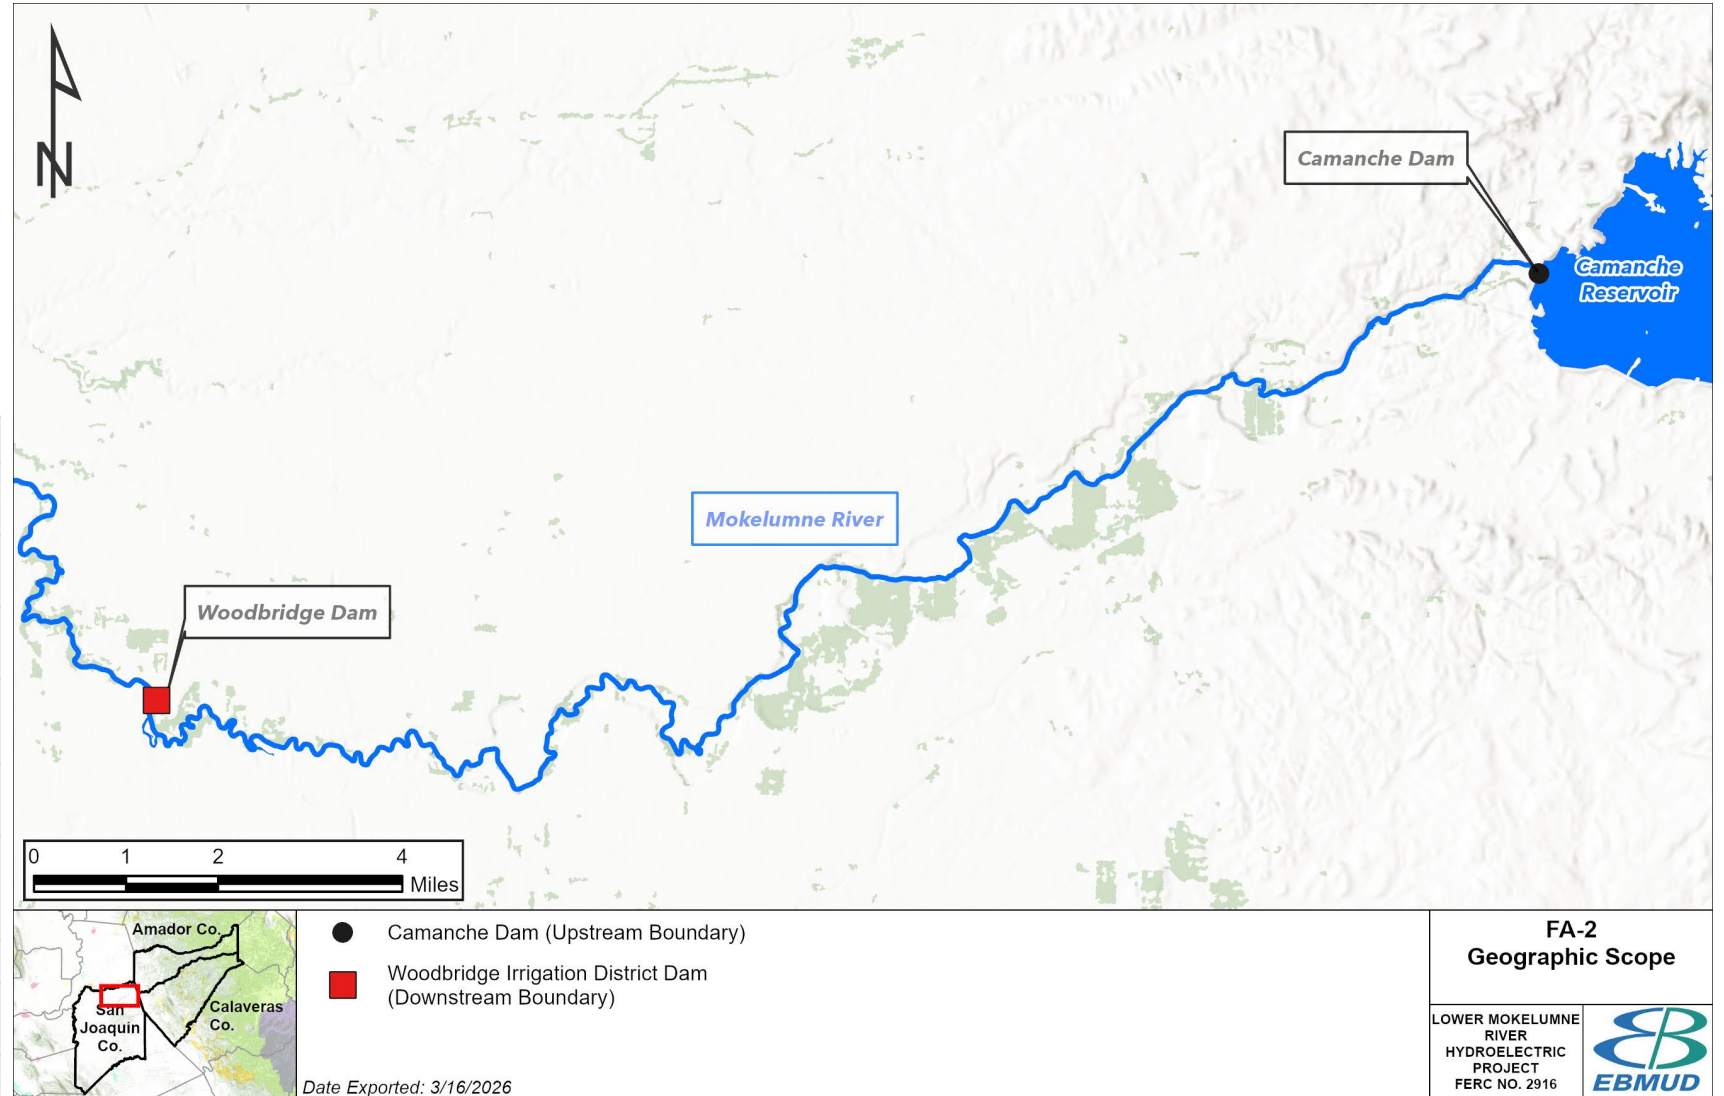 N
Camanche Dam
Camanche
Reservoir
Mokelumne River
Woodbridge Dam
0 1 2 4
Miles
Amador Co.
San
Joaquin
Co.
Calaveras
Co.
Camanche Dam (Upstream Boundary)
Woodbridge Irrigation District Dam
(Downstream Boundary)
Date Exported: 3/16/2026
FA-2
Geographic Scope
LOWER MOKELUMNE
RIVER
HYDROELECTRIC
PROJECT
FERC NO. 2916
EBMUD